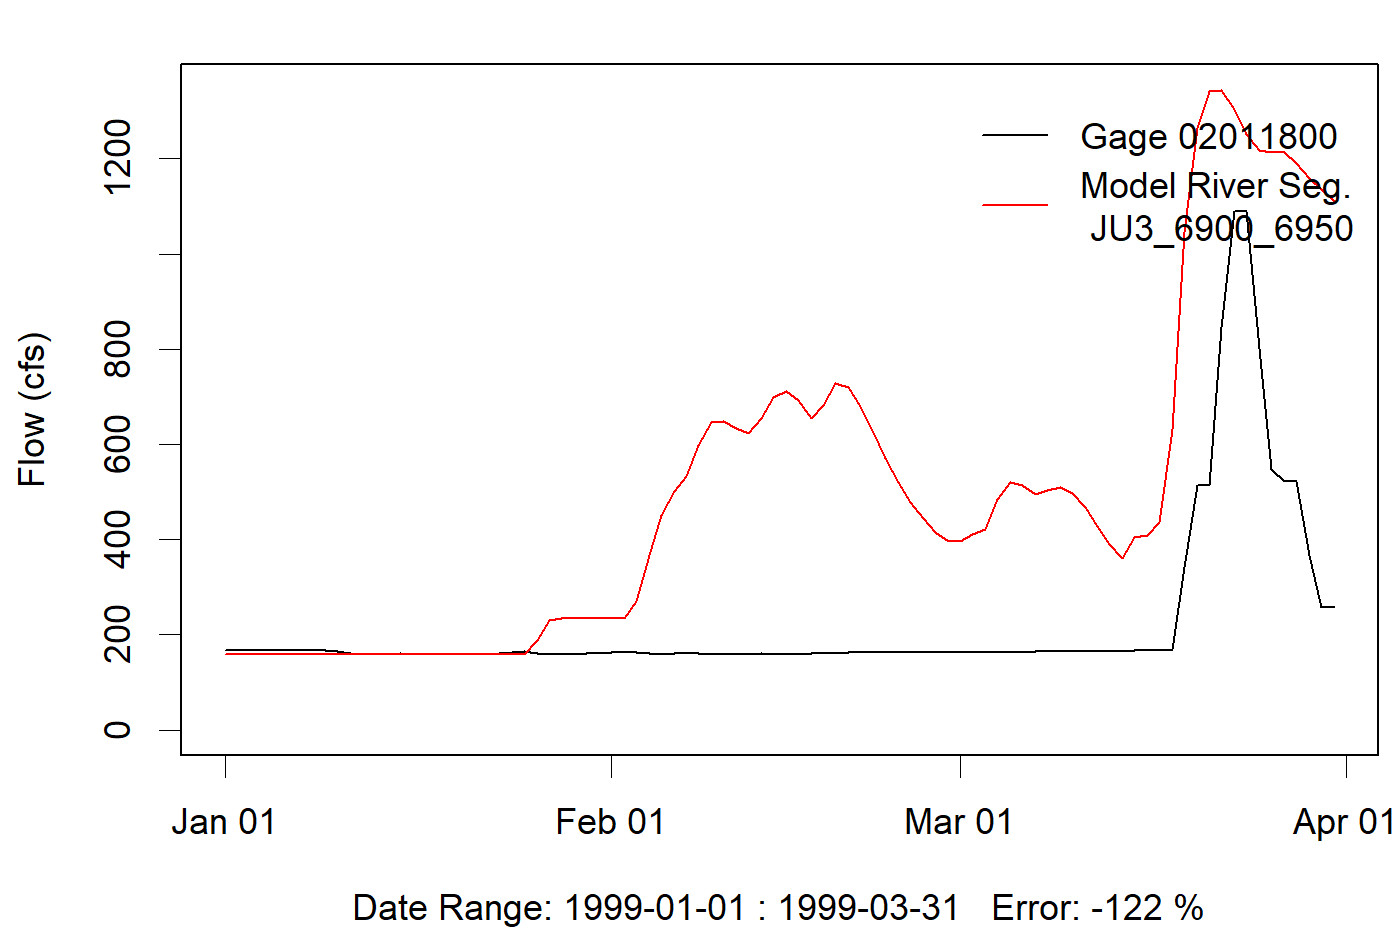 Flow (cfs)
1200
800
600
400
200
0
Gage 02011800
Model River Seg.
JU3_6900_6950
Jan 01
Feb 01
Mar 01
Apr 01
Date Range: 1999-01-01 : 1999-03-31 Error: -122 %